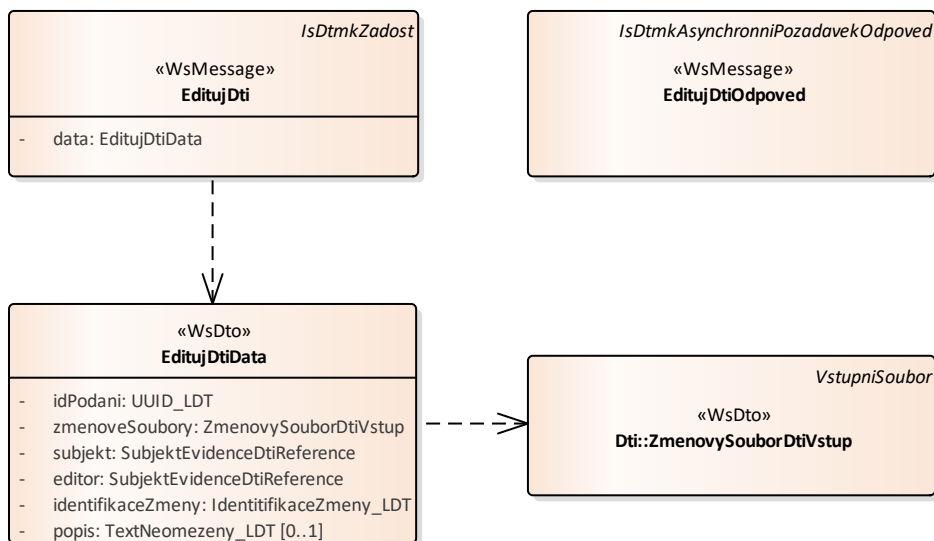 IsDtmkZadost
«WsMessage»
EditujDti
- data: EditujDtiData
IsDtmkAsynchronniPozadavekOdpoved
«WsMessage»
EditujDtiOdpoved
«WsDto»
EditujDtiData
- idPodani: UUID_LDT
- zmenoveSoubory: ZmenovySouborDtiVstup
- subjekt: SubjektEvidenceDtiReference
- editor: SubjektEvidenceDtiReference
- identifikaceZmeny: IdentitifikaceZmeny_LDT
- popis: TextNeomezeny_LDT [0..1]
VstupniSoubor
«WsDto»
Dti::ZmenovySouborDtiVstup